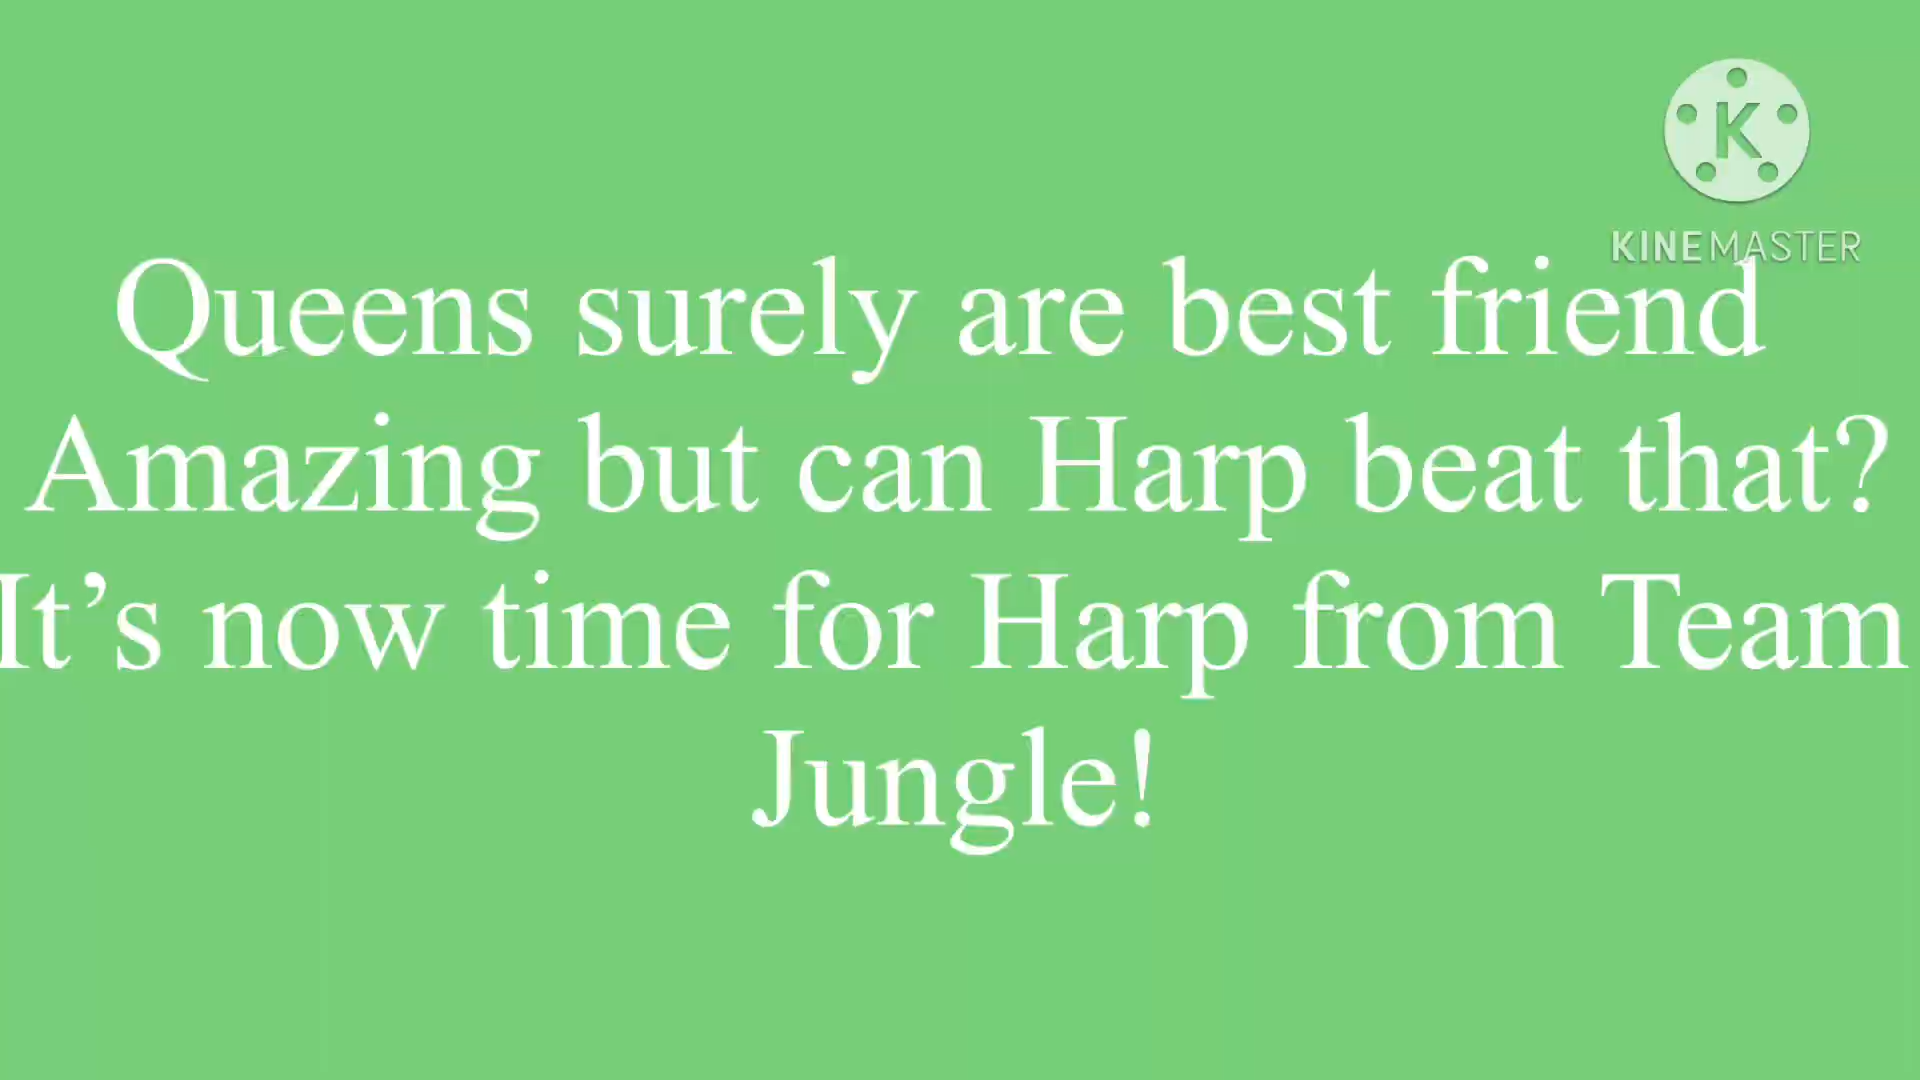 K
KINEMASTER
Queens surely are best friend
Amazing but can Harp beat that?
It’s now time for Harp from Team
Jungle!